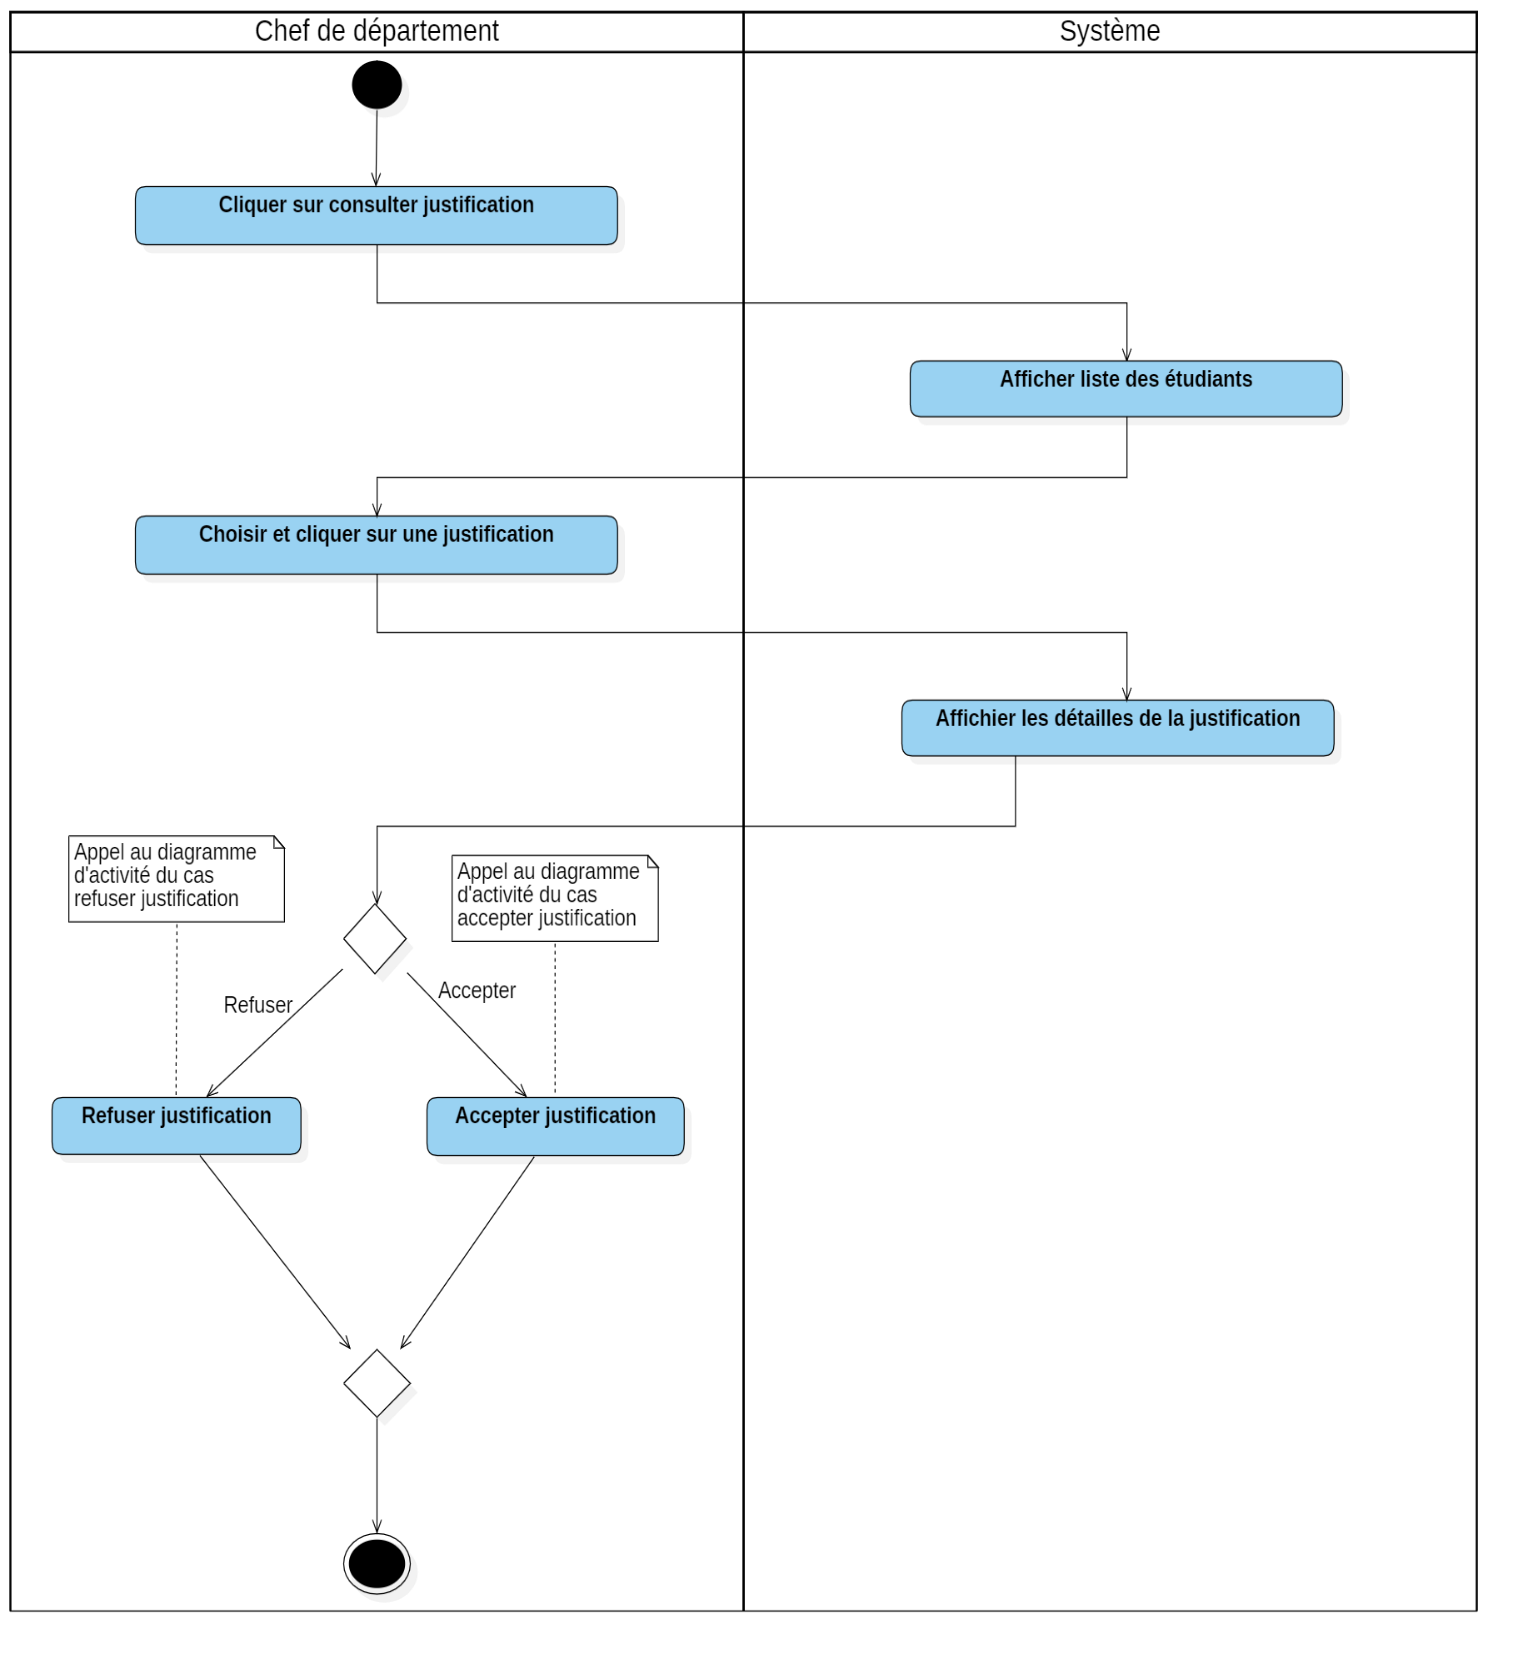 Chef de département
Système
Cliquer sur consulter justification
Afficher liste des étudiants
Choisir et cliquer sur une justification
Affichier les détailles de la justification
Appel au diagramme
d'activité du cas
refuser justification
Appel au diagramme
d'activité du cas
accepter justification
Refuser
Accepter
Refuser justification
Accepter justification